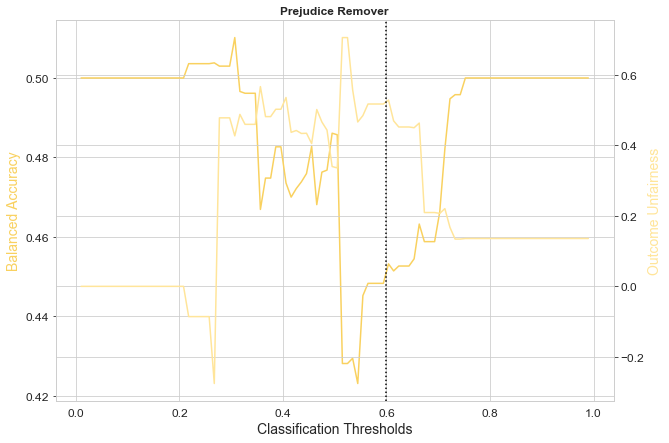 Prejudice Remover
Balanced Accuracy
0.50
0.48
0.46
0.44
0.42
0.6
0.4
0.2
0.0
−0.2
Outcome Unfairness
0.0 0.2 0.4 0.6 0.8 1.0
Classification Thresholds